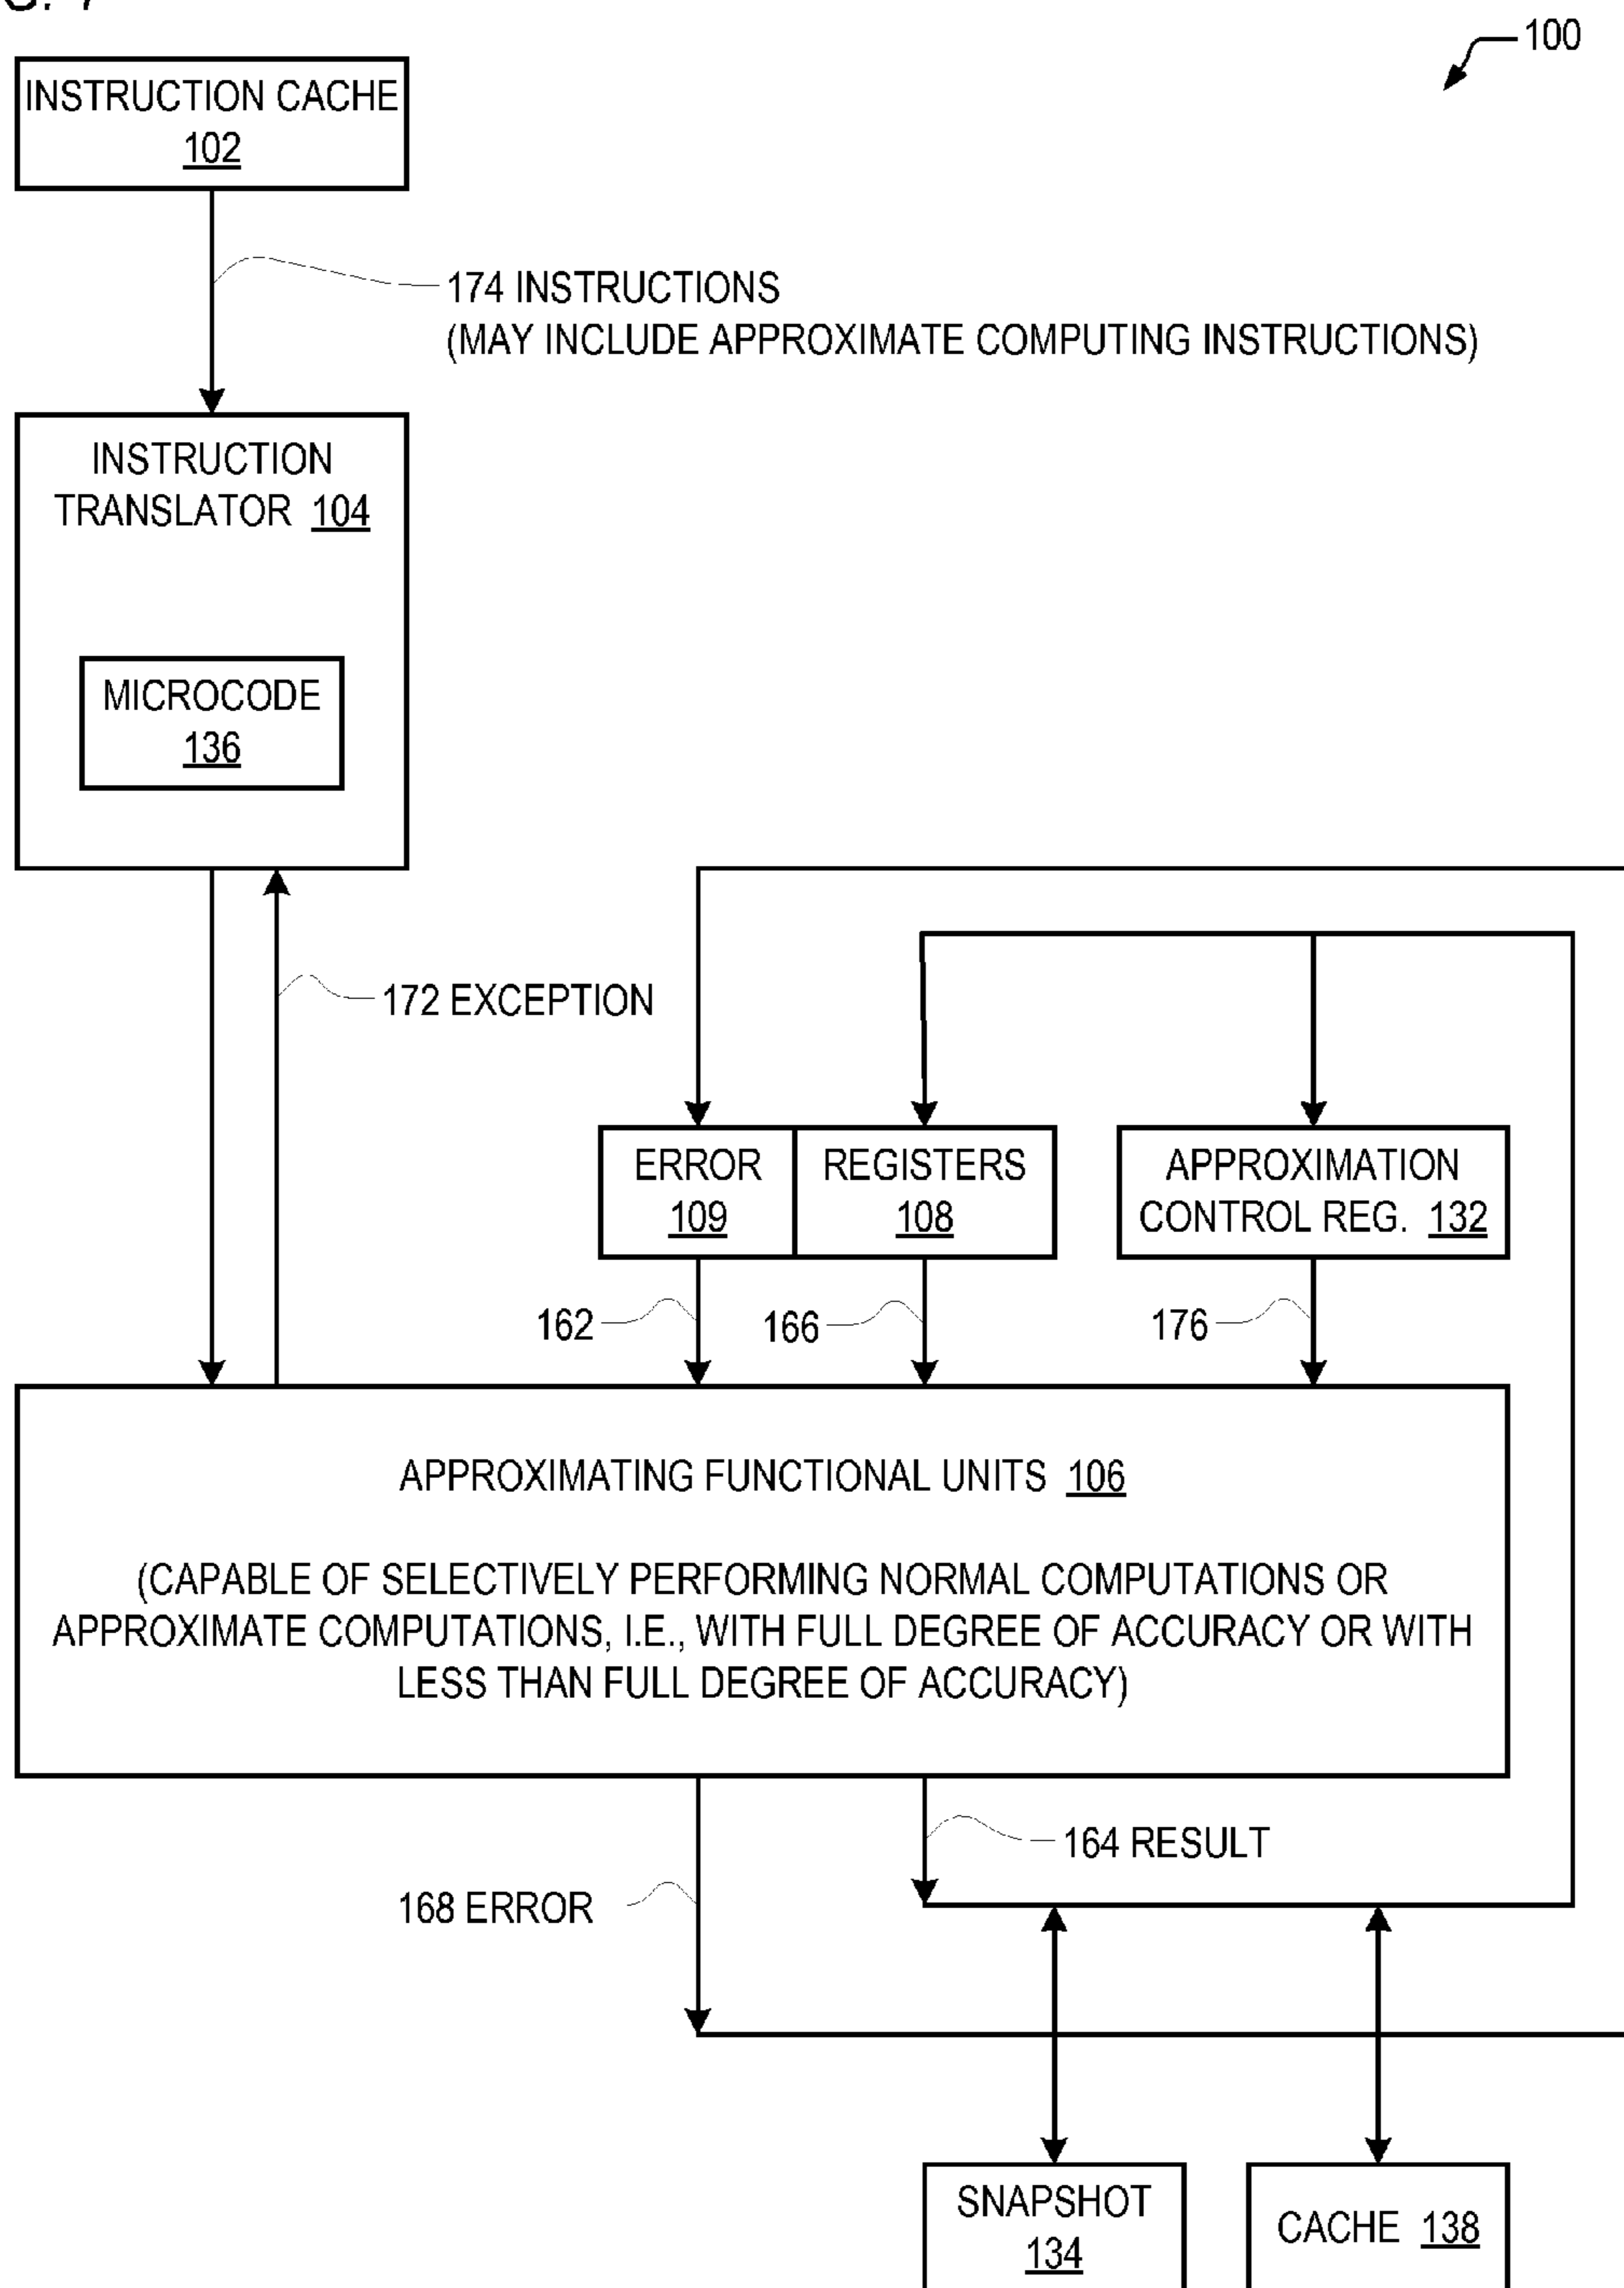 100
INSTRUCTION CACHE
102
174 INSTRUCTIONS
(MAY INCLUDE APPROXIMATE COMPUTING INSTRUCTIONS)
INSTRUCTION
TRANSLATOR 104
MICROCODE
136
172 EXCEPTION
ERROR
109
REGISTERS
108
APPROXIMATION
CONTROL REG. 132
162
166
176
APPROXIMATING FUNCTIONAL UNITS 106
(CAPABLE OF SELECTIVELY PERFORMING NORMAL COMPUTATIONS OR
APPROXIMATE COMPUTATIONS, I.E., WITH FULL DEGREE OF ACCURACY OR WITH
LESS THAN FULL DEGREE OF ACCURACY)
164 RESULT
168 ERROR
SNAPSHOT
134
CACHE 138